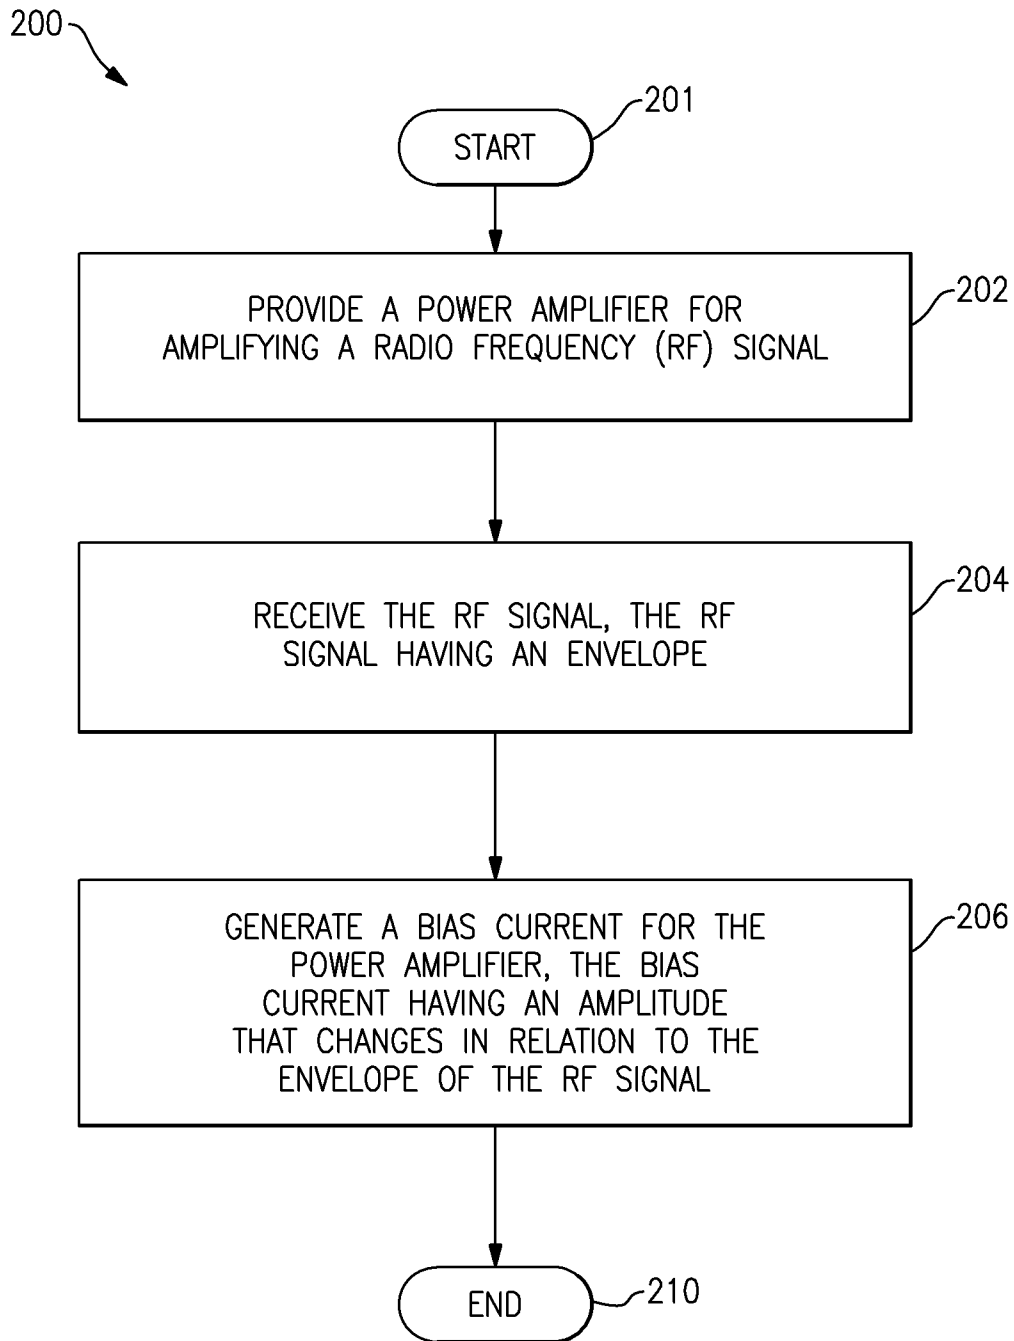 200
201
START
202
PROVIDE A POWER AMPLIFIER FOR
AMPLIFYING A RADIO FREQUENCY (RF) SIGNAL
204
RECEIVE THE RF SIGNAL, THE RF
SIGNAL HAVING AN ENVELOPE
206
GENERATE A BIAS CURRENT FOR THE
POWER AMPLIFIER, THE BIAS
CURRENT HAVING AN AMPLITUDE
THAT CHANGES IN RELATION TO THE
ENVELOPE OF THE RF SIGNAL
210
END